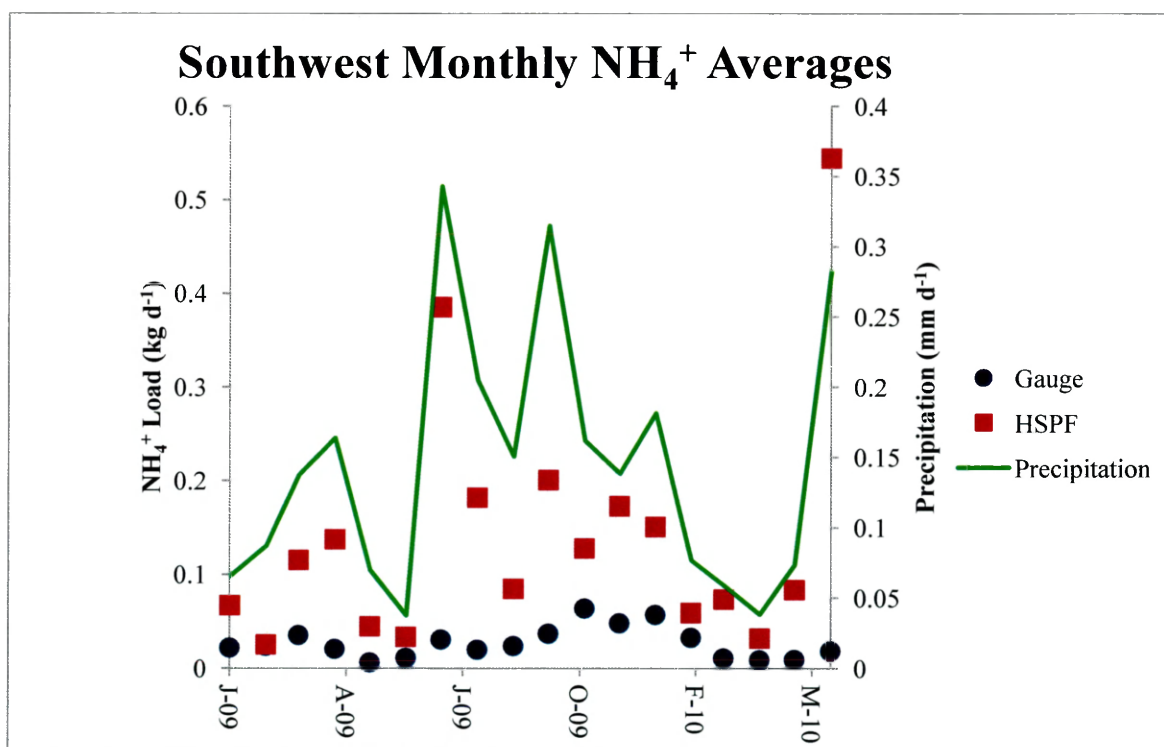 Southwest Monthly NH₄⁺ Averages
0.6
0.5
0.4
0.3
0.2
0.1
0
NH₄⁺ Load (kg d⁻¹)
0.4
0.35
0.3
0.25
0.2
0.15
0.1
0.05
0
Precipitation (mm d⁻¹)
J-09
A-09
J-09
O-09
F-10
M-10
Gauge
HSPF
Precipitation